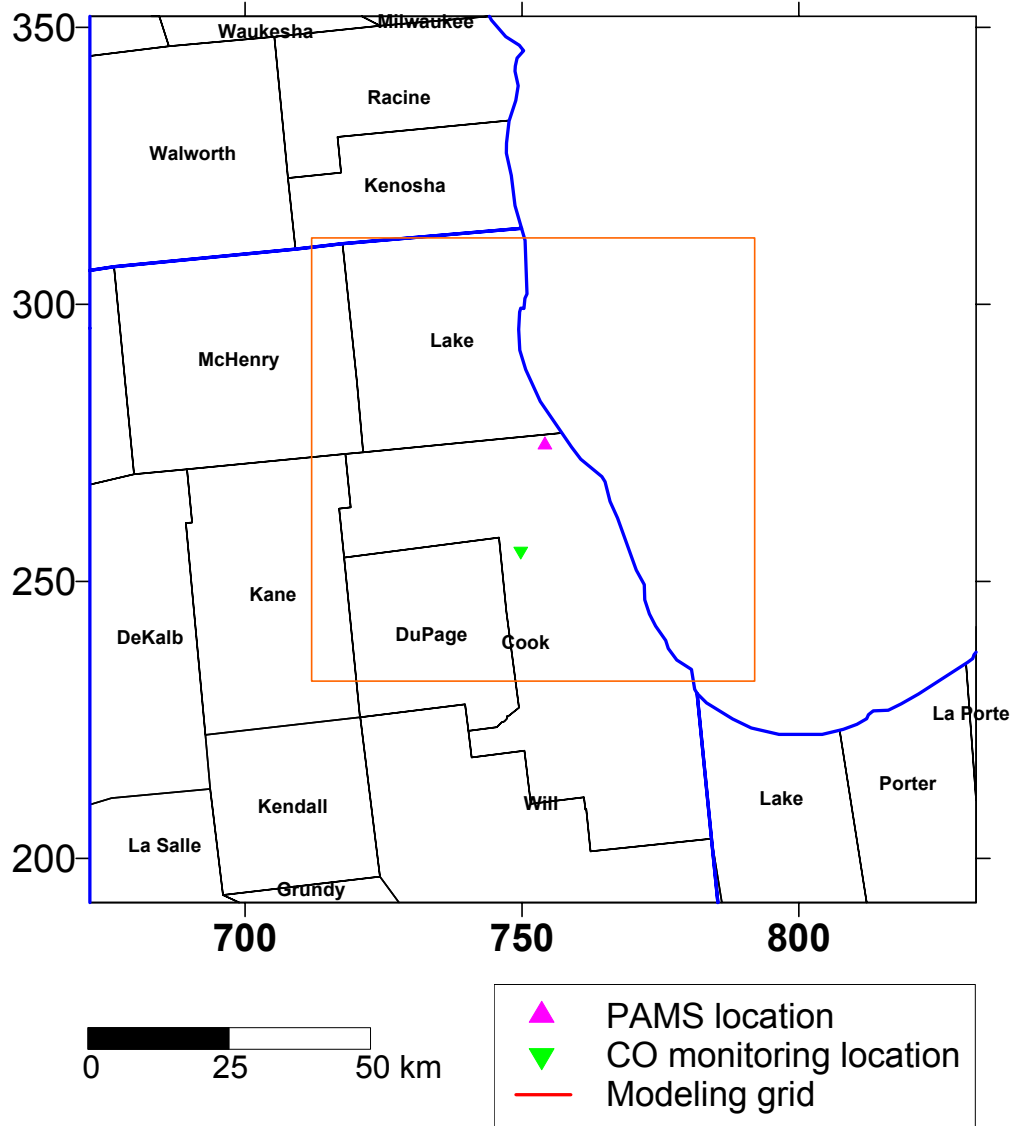 350
Waukesha
Milwaukee
Racine
Walworth
Kenosha
300
McHenry
Lake
250
Kane
DeKalb
DuPage
Cook
La Porte
Porter
Lake
Kendall
Will
La Salle
200
Grundy
700 750 800
PAMS location
CO monitoring location
Modeling grid
0 25 50 km